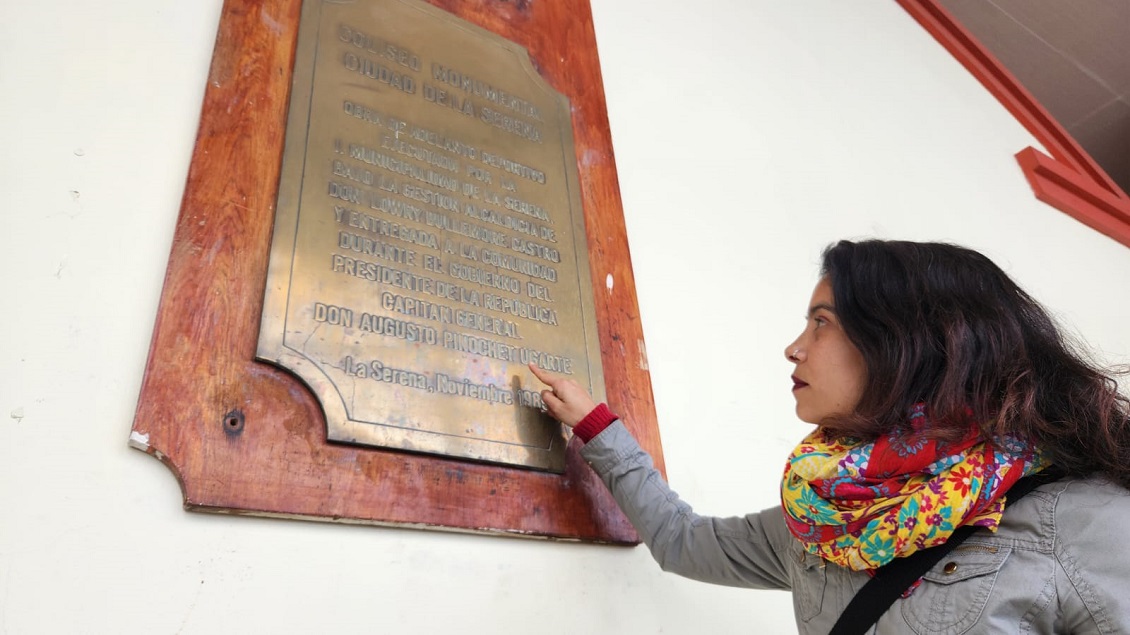 COLISEO MONUMENTAL
CIUDAD DE LA SERENA
OBRA DE ADELANTO DEPORTIVO
EJECUTADA POR LA
I MUNICIPALIDAD DE LA SERENA
BAJO LA GESTION ALCALDICIA DE
DON EUGENIO CASTRO
Y ENTREGADA A LA COMUNIDAD
DURANTE EL GOBIERNO DEL
PRESIDENTE DE LA REPUBLICA
CAPITAN GENERAL
DON AUGUSTO PINOCHET UGARTE
La Serena, Noviembre